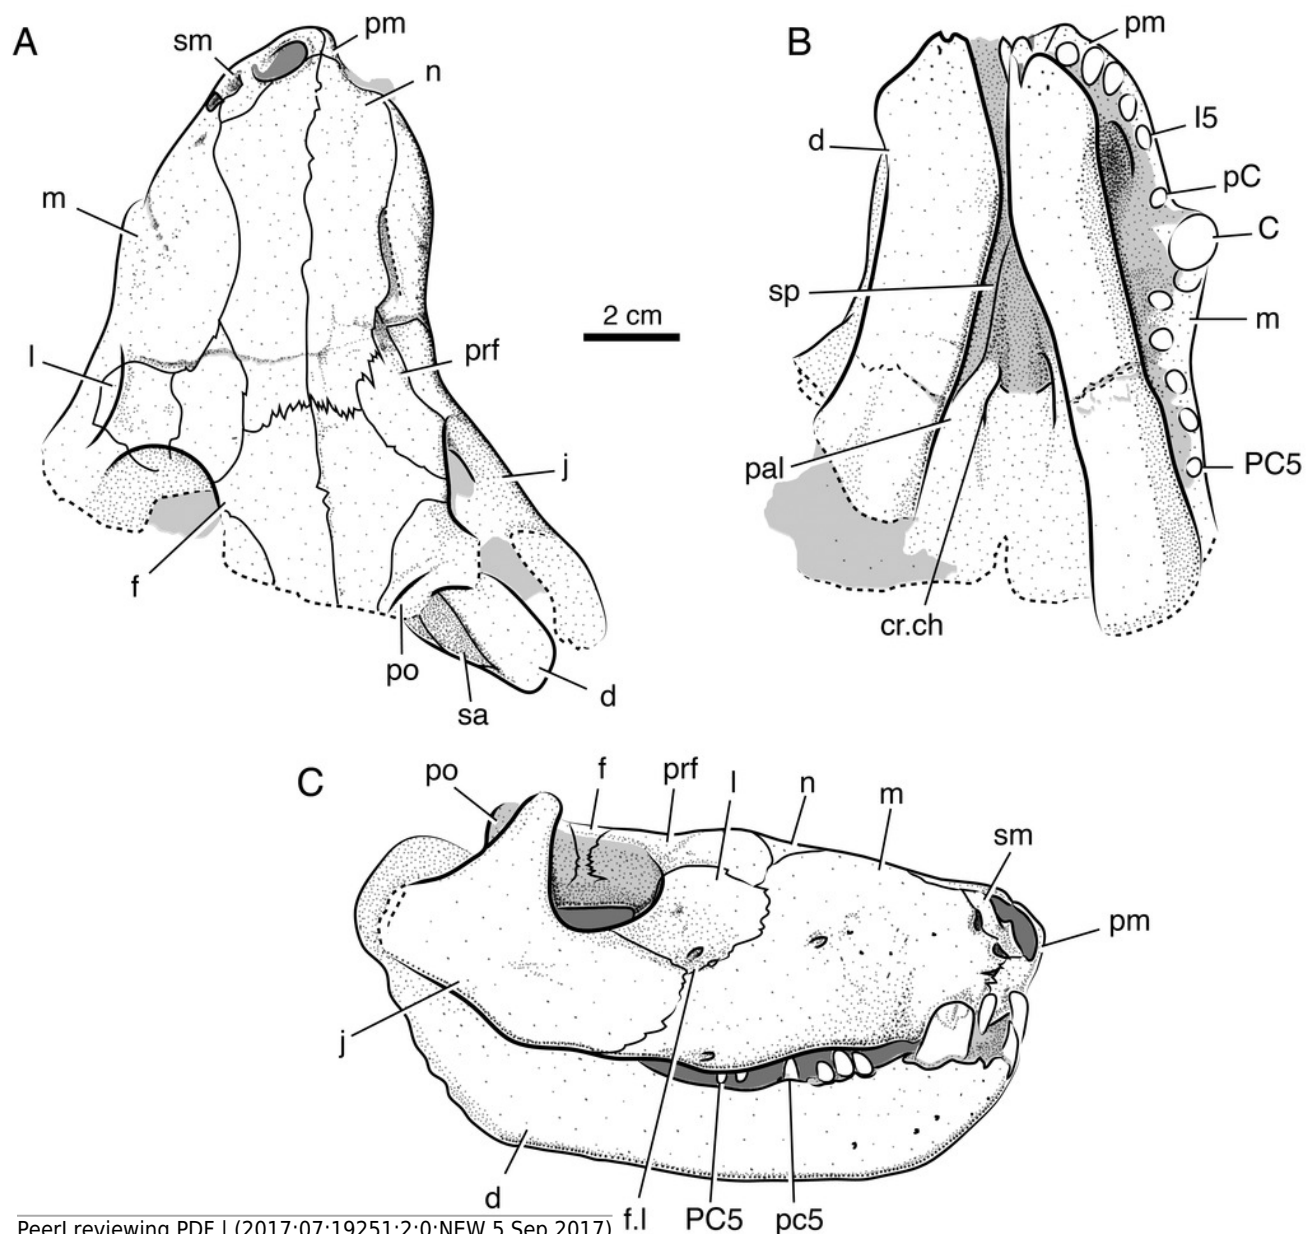 A
sm
pm
n
m
l
prf
j
f
po
sa
d
2 cm
B
pm
I5
pC
C
d
sp
m
pal
PC5
cr.ch
C
po
f
prf
l
n
m
sm
pm
j
d
f.l
PC5
pc5
PeerJ reviewing PDF | (2017:07:19251:2:0:NEW 5 Sep 2017)